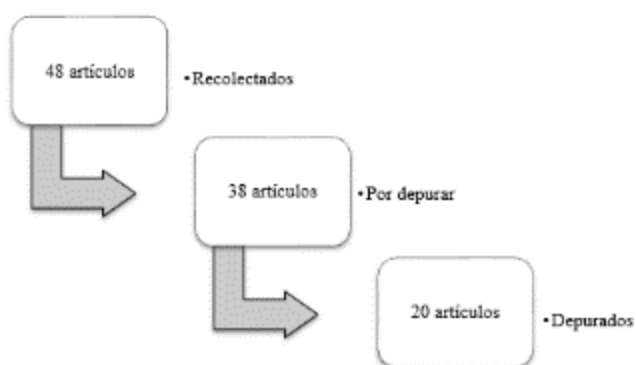 48 artículos
•Recolectados
38 artículos
•Por depurar
20 artículos
•Depurados